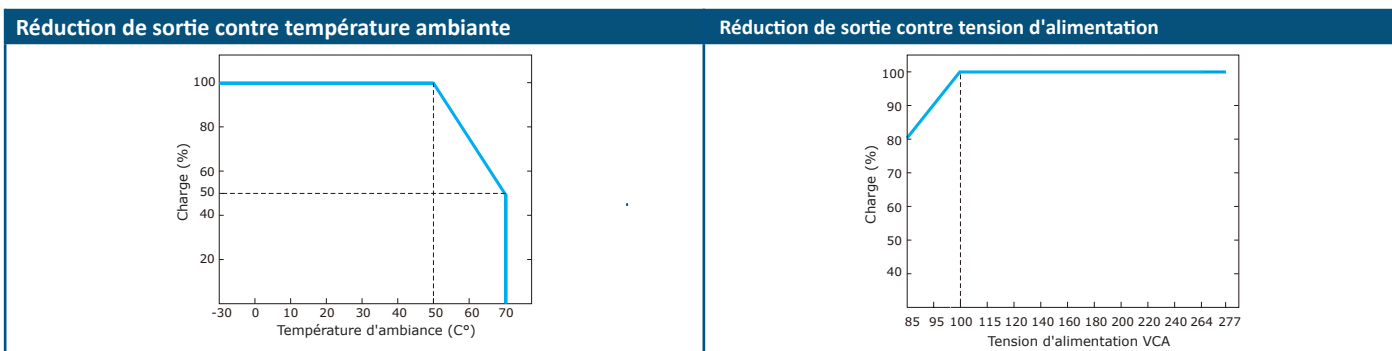 Réduction de sortie contre température ambiante
100
80
60
50
40
20
Charge (%)
-30 0 10 20 30 40 50 60 70
Température d'ambiance (C°)
Réduction de sortie contre tension d'alimentation
100
90
80
70
60
50
40
Charge (%)
85 95 100 115 120 140 160 180 200 220 240 264 277
Tension d'alimentation VCA